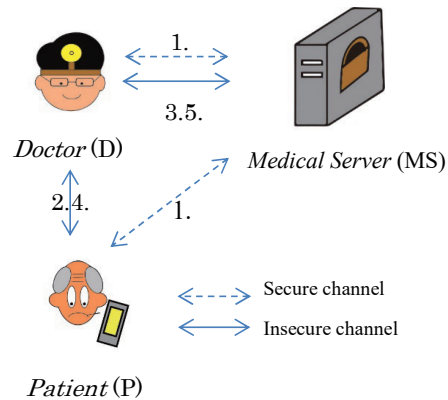 1.
3.5.
Doctor (D)
Medical Server (MS)
2.4.
1.
Secure channel
Insecure channel
Patient (P)